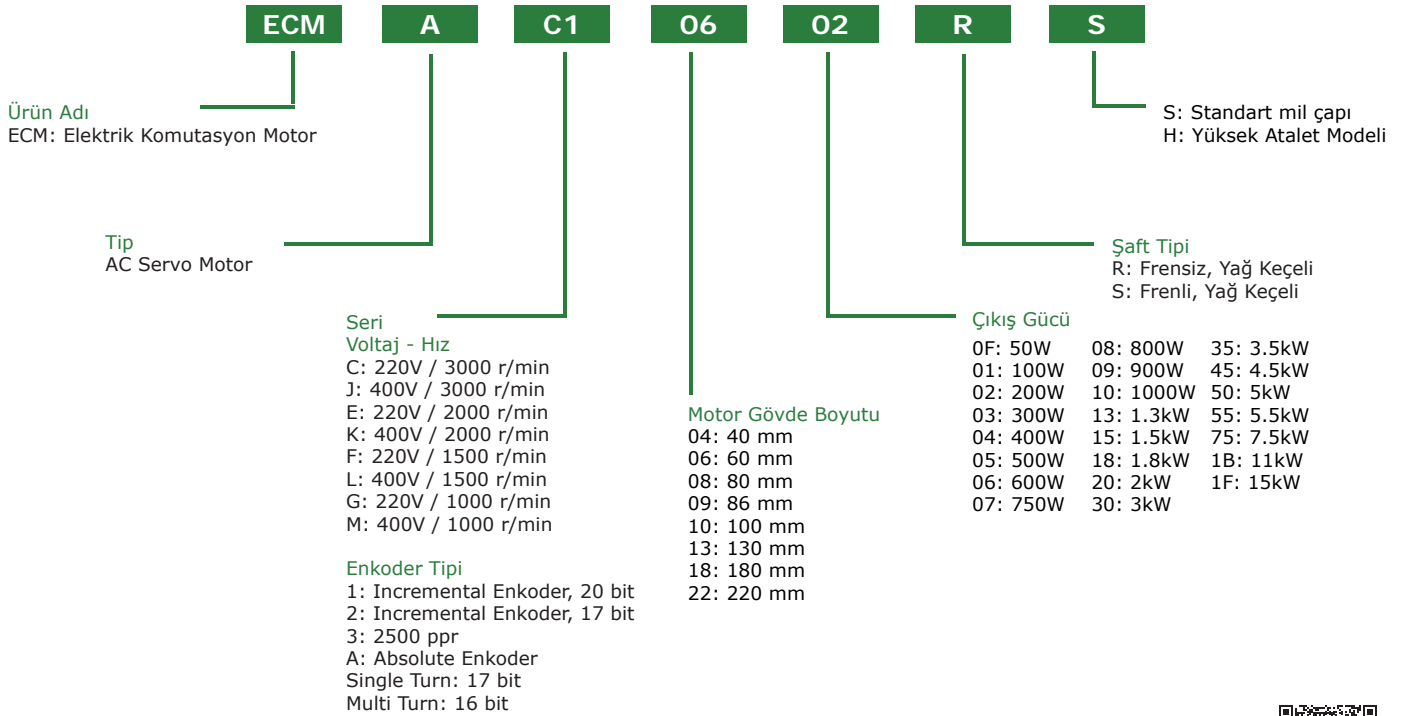 ECM A C1 06 02 R S
Ürün Adı
ECM: Elektrik Komutasyon Motor
S: Standart mil çapı
H: Yüksek Atalet Modeli
Tip
AC Servo Motor
Şaft Tipi
R: Frensiz, Yağ Keçeli
S: Frenli, Yağ Keçeli
Seri
Voltaj - Hız
C: 220V / 3000 r/min
J: 400V / 3000 r/min
E: 220V / 2000 r/min
K: 400V / 2000 r/min
F: 220V / 1500 r/min
L: 400V / 1500 r/min
G: 220V / 1000 r/min
M: 400V / 1000 r/min
Enkoder Tipi
1: Incremental Enkoder, 20 bit
2: Incremental Enkoder, 17 bit
3: 2500 ppr
A: Absolute Enkoder
Single Turn: 17 bit
Multi Turn: 16 bit
Motor Gövde Boyutu
04: 40 mm
06: 60 mm
08: 80 mm
09: 86 mm
10: 100 mm
13: 130 mm
18: 180 mm
22: 220 mm
Çıkış Gücü
0F: 50W 08: 800W 35: 3.5kW
01: 100W 09: 900W 45: 4.5kW
02: 200W 10: 1000W 50: 5kW
03: 300W 13: 1.3kW 55: 5.5kW
04: 400W 15: 1.5kW 75: 7.5kW
05: 500W 18: 1.8kW 1B: 11kW
06: 600W 20: 2kW 1F: 15kW
07: 750W 30: 3kW